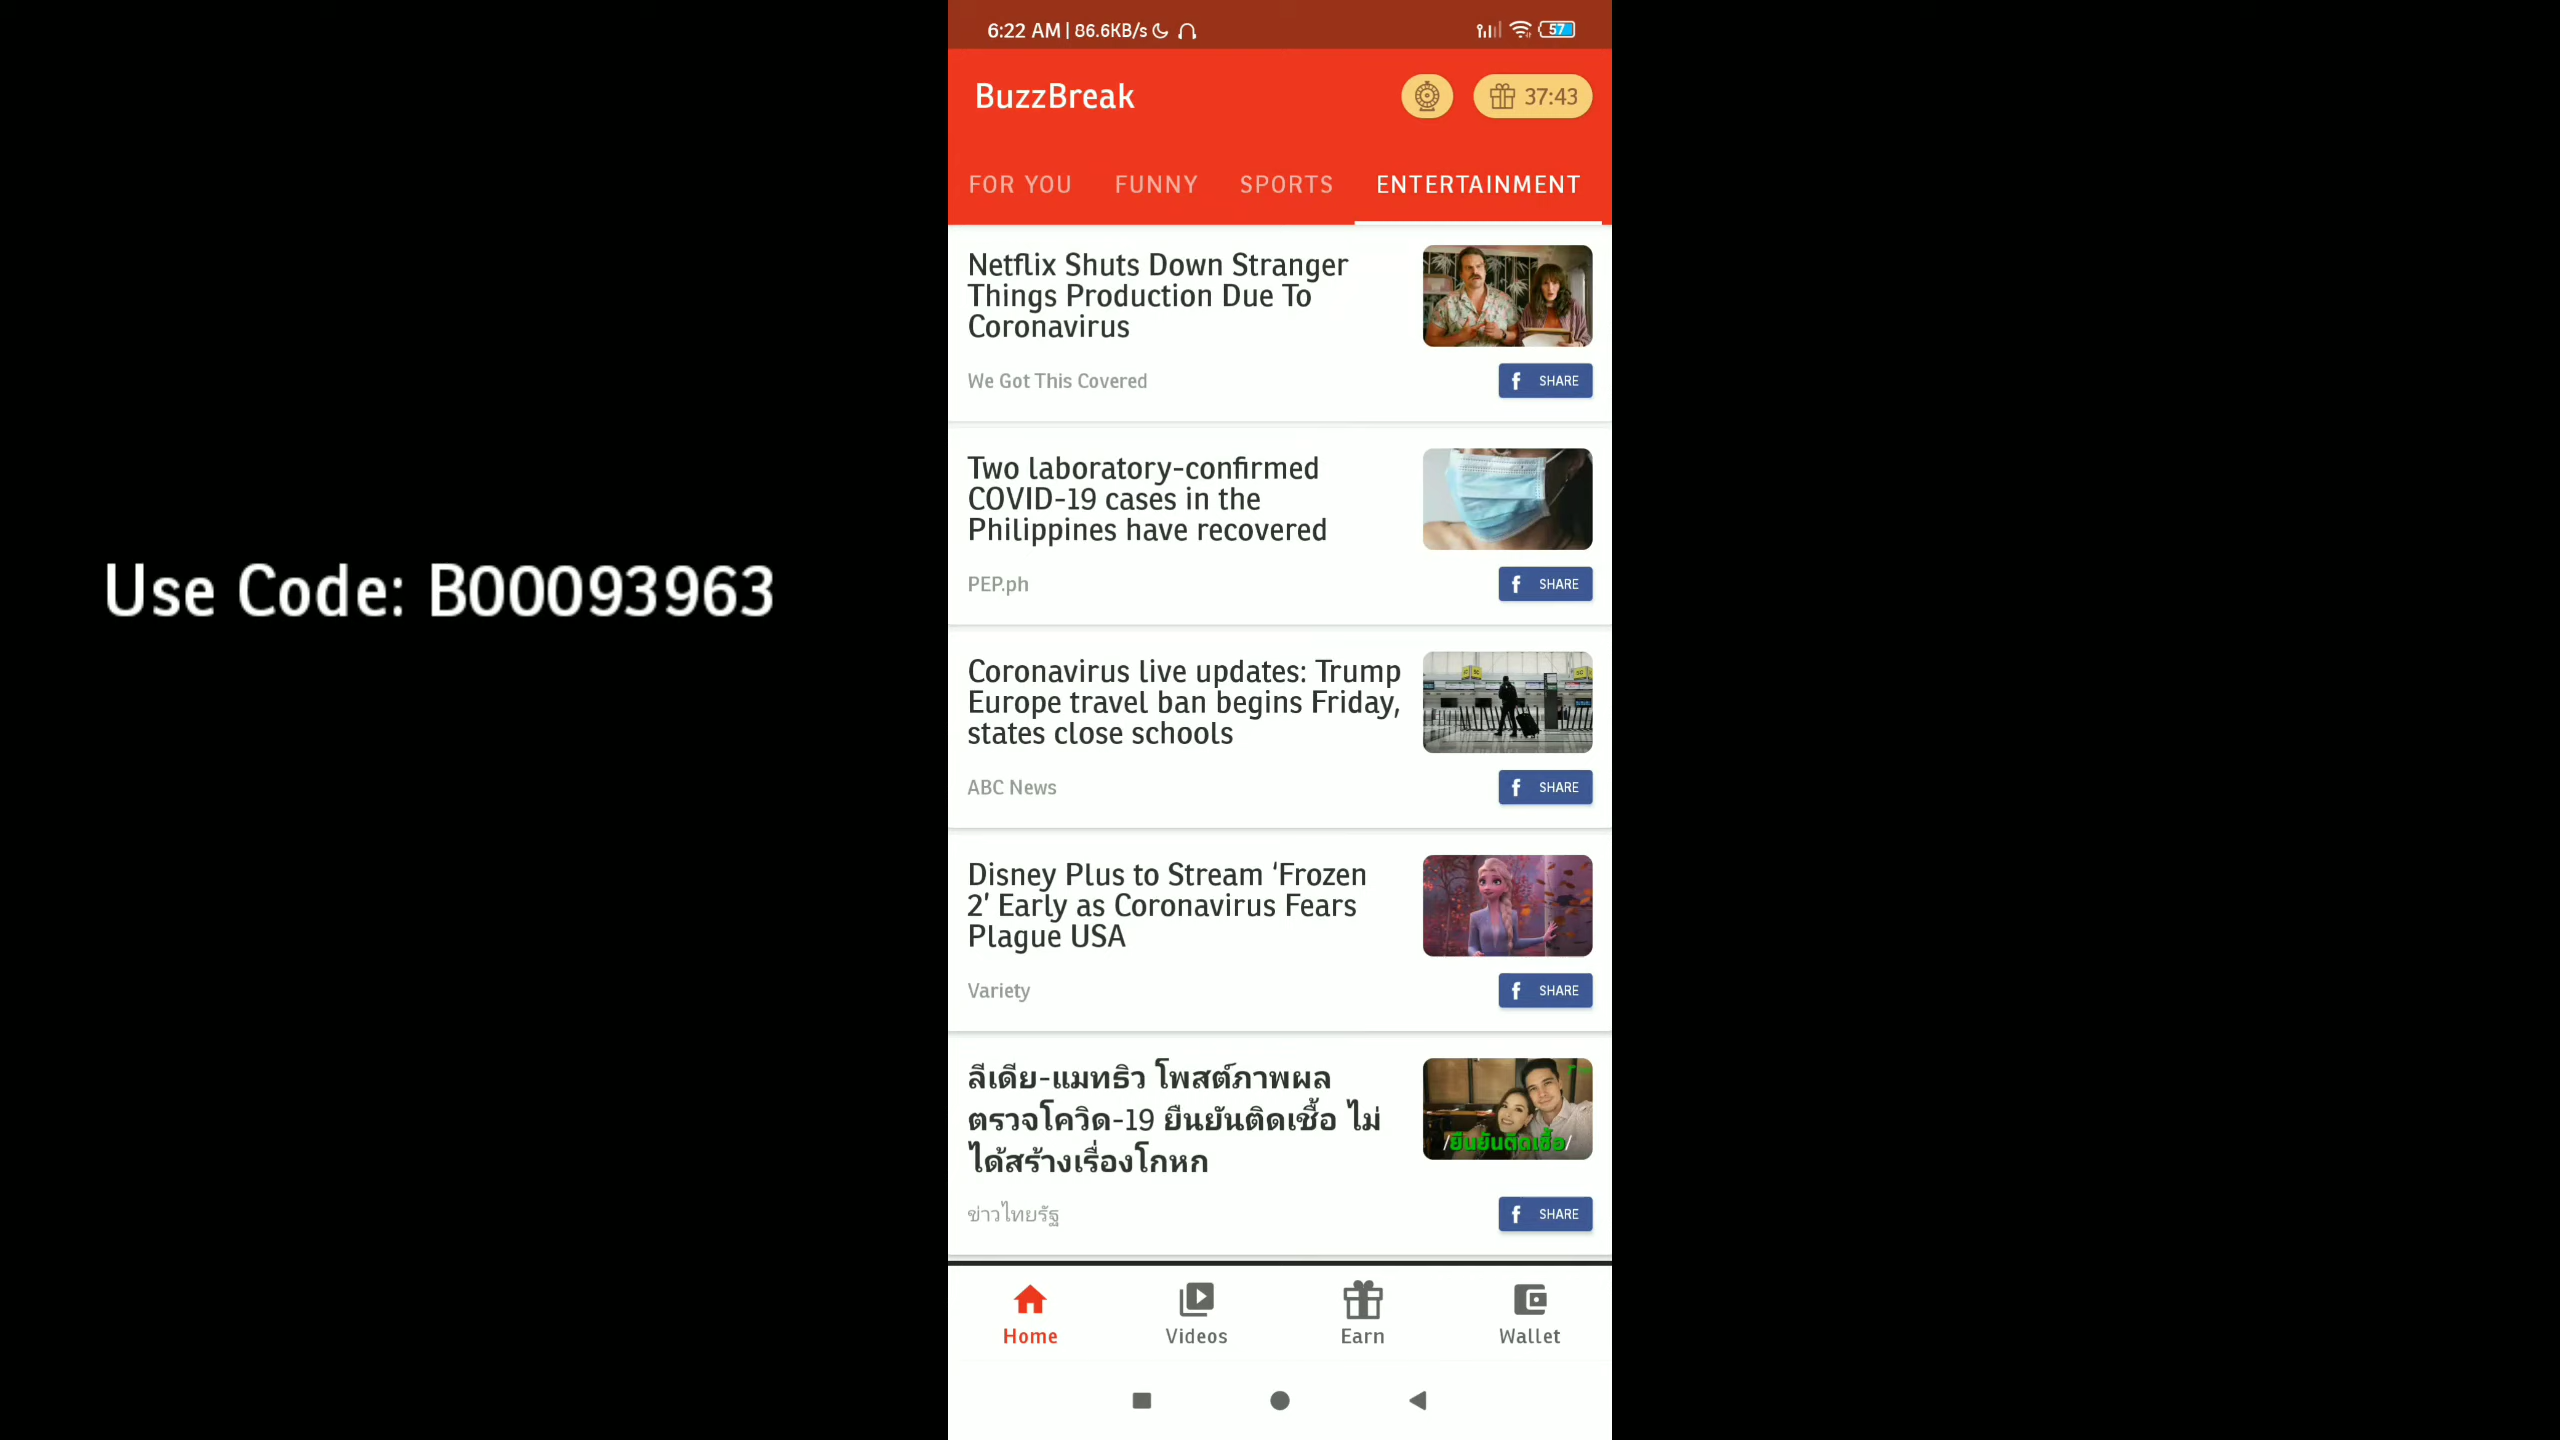 6:22 AM | 86.6KB/s
57
BuzzBreak
37:43
FOR YOU FUNNY SPORTS ENTERTAINMENT
Netflix Shuts Down Stranger
Things Production Due To
Coronavirus
We Got This Covered
f SHARE
Use Code: B00093963
Two laboratory-confirmed
COVID-19 cases in the
Philippines have recovered
PEP.ph
f SHARE
Coronavirus live updates: Trump
Europe travel ban begins Friday,
states close schools
ABC News
f SHARE
Disney Plus to Stream ‘Frozen
2’ Early as Coronavirus Fears
Plague USA
Variety
f SHARE
ลีเดีย-แมทธิว โพสต์ภาพผล
ตรวจโควิด-19 ยืนยันติดเชื้อ ไม่
ได้สร้างเรื่องโกหก
/ยืนยันติดเชื้อ/
ข่าวไทยรัฐ
f SHARE
Home Videos Earn Wallet